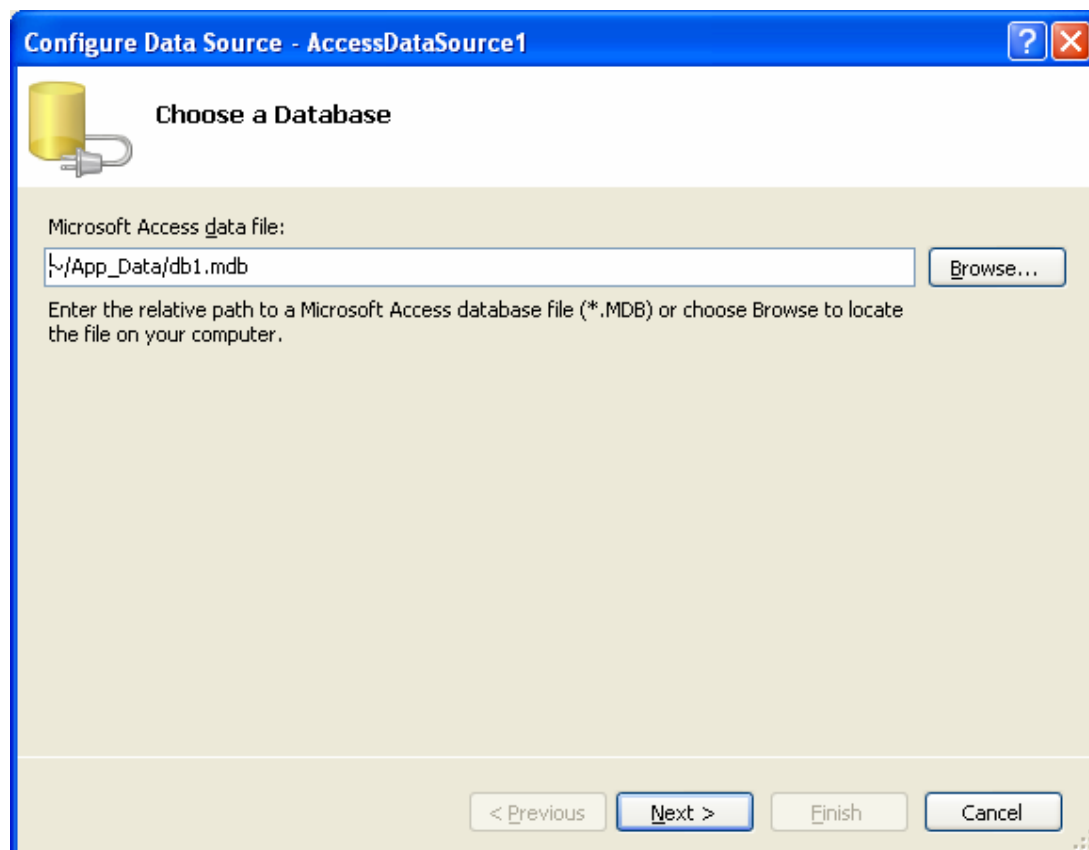 Configure Data Source - AccessDataSource1
?
Choose a Database
Microsoft Access data file:
~/App_Data/db1.mdb
Browse...
Enter the relative path to a Microsoft Access database file (*.MDB) or choose Browse to locate
the file on your computer.
< Previous
Next >
Finish
Cancel